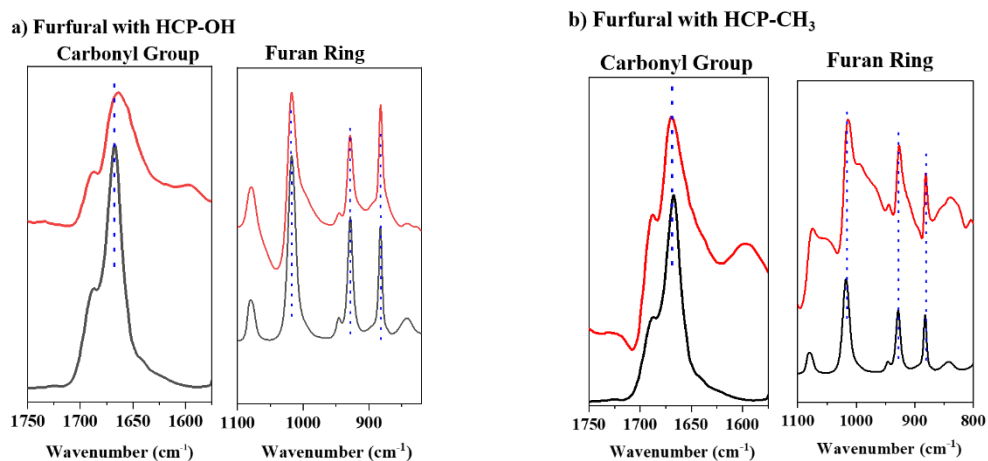 a) Furfural with HCP-OH
Carbonyl Group
Furan Ring
1750 1700 1650 1600
1100 1000 900
Wavenumber (cm⁻¹)
Wavenumber (cm⁻¹)
b) Furfural with HCP-CH₃
Carbonyl Group
Furan Ring
1750 1700 1650 1600
1100 1000 900 800
Wavenumber (cm⁻¹)
Wavenumber (cm⁻¹)